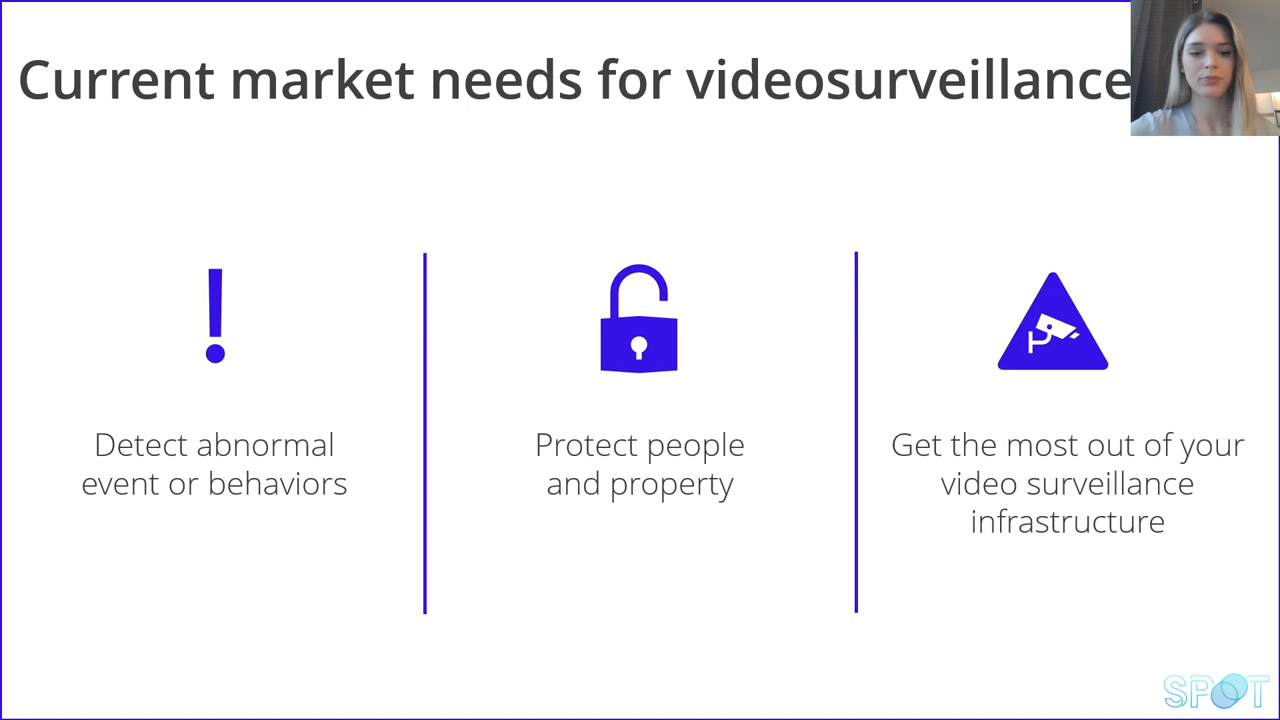 Current market needs for videosurveillance
Detect abnormal
event or behaviors
Protect people
and property
Get the most out of your
video surveillance
infrastructure
SPOT